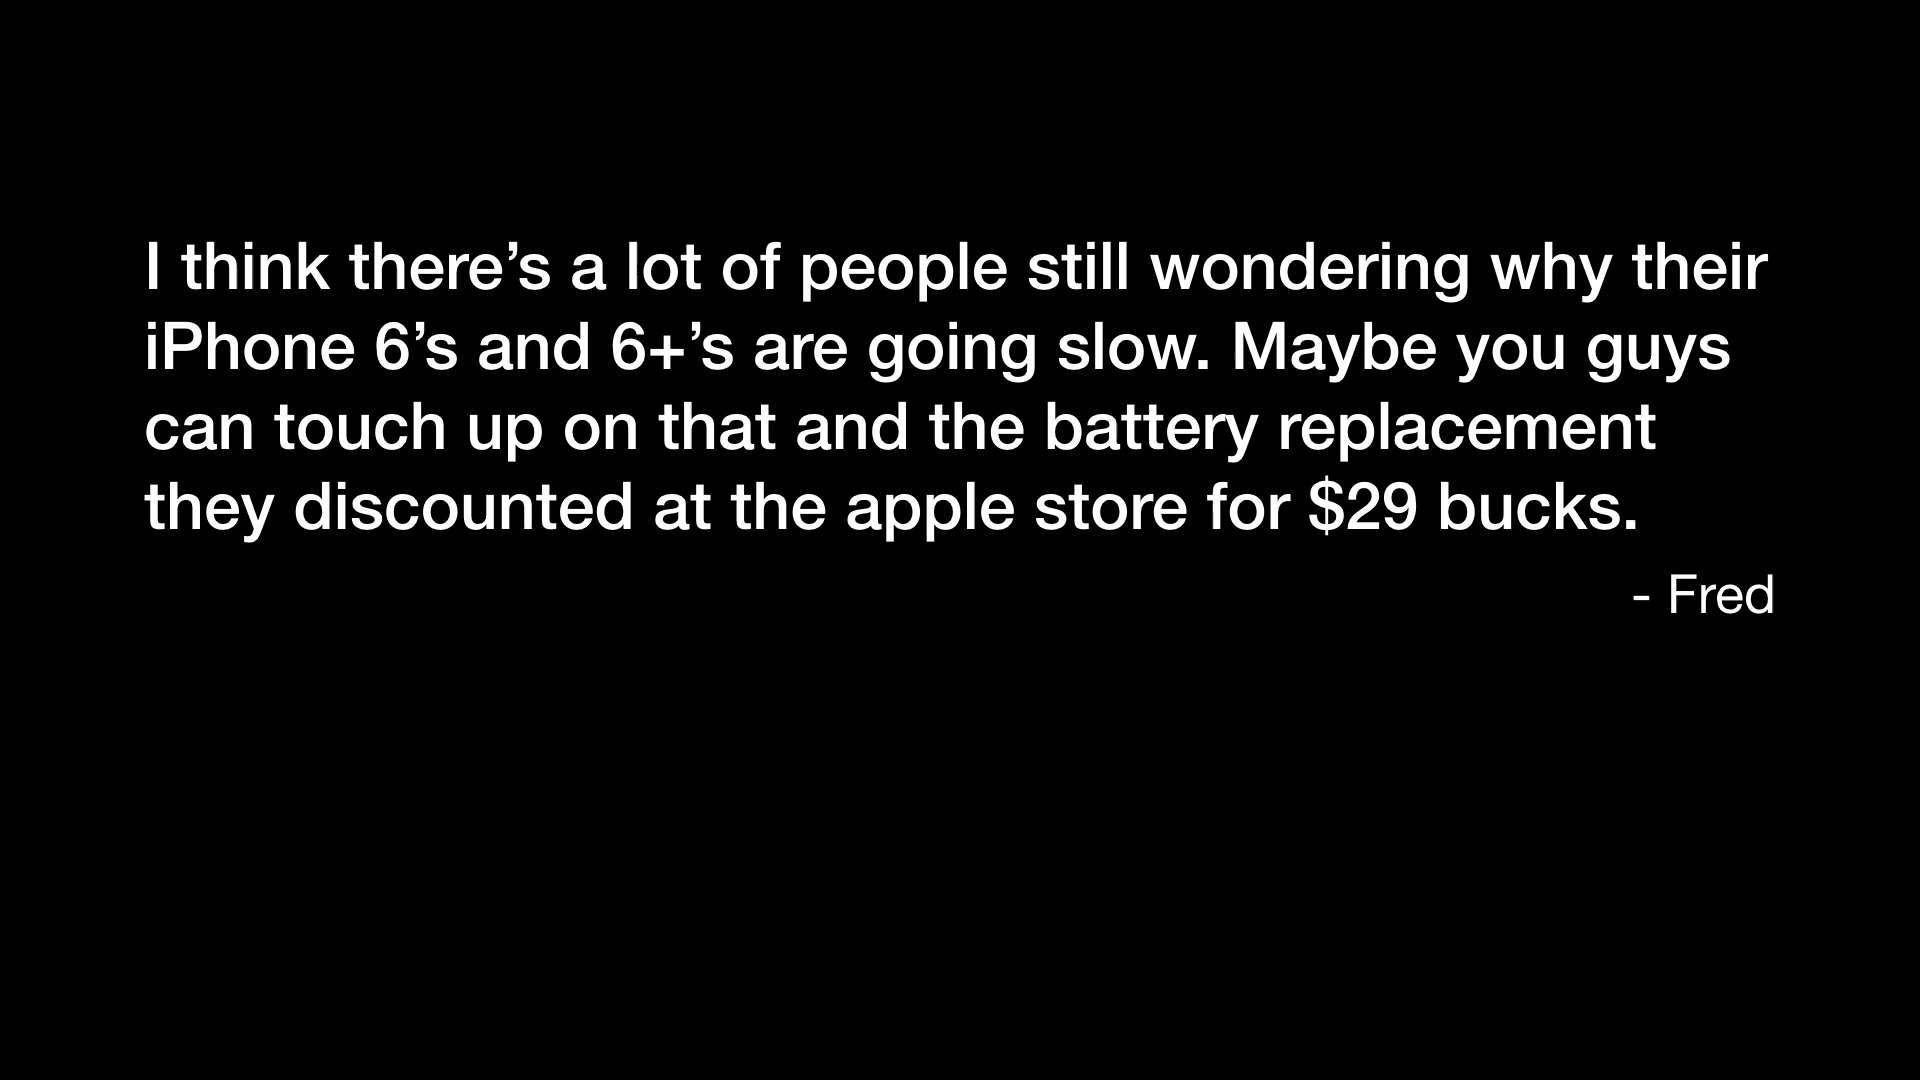 I think there’s a lot of people still wondering why their
iPhone 6’s and 6+’s are going slow. Maybe you guys
can touch up on that and the battery replacement
they discounted at the apple store for $29 bucks.
- Fred